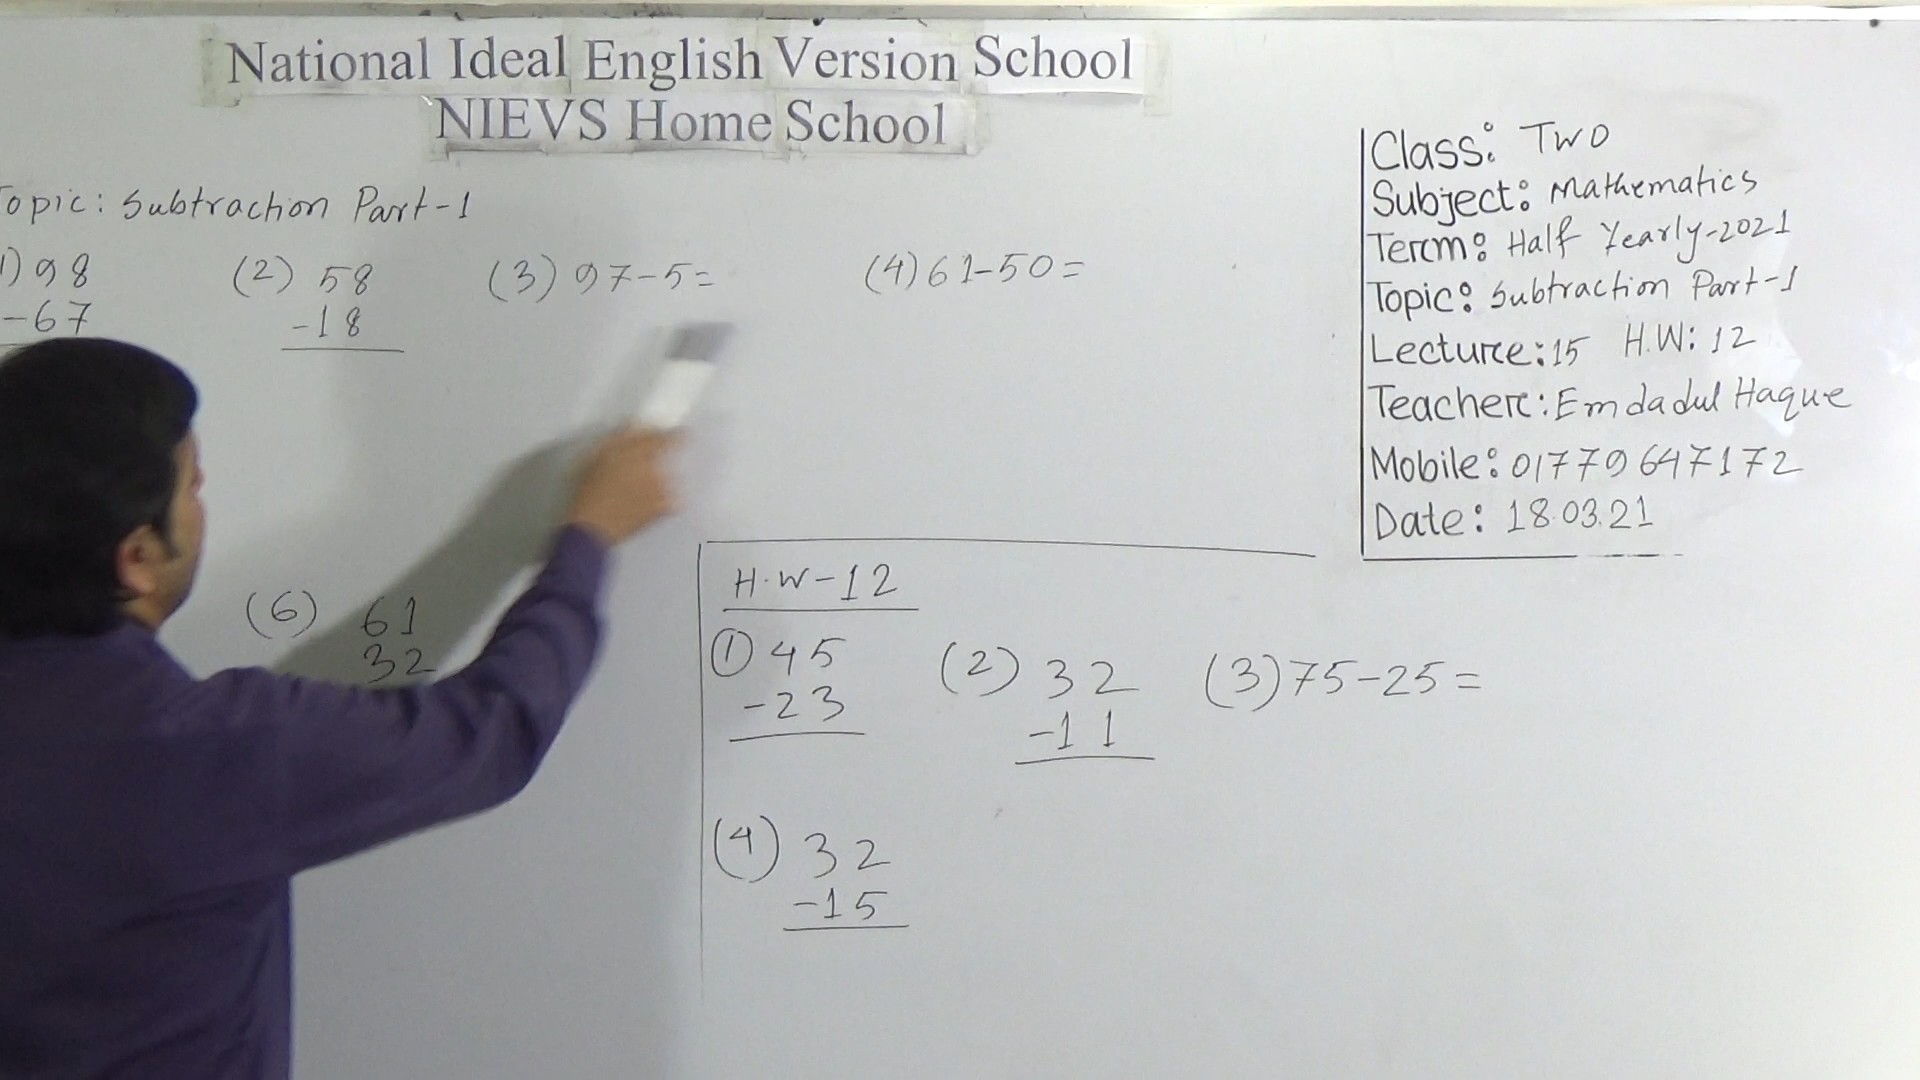 National Ideal English Version School
NIEVS Home School
Topic: Subtraction Part-1
1) 98
-67
(2) 58
-18
(3) 97-5=
(4) 61-50=
(6) 61
32
H.W-12
① 45
-23
(2) 32
-11
(3) 75-25=
(4) 32
-15
Class: Two
Subject: Mathematics
Term: Half Yearly-2021
Topic: Subtraction Part-1
Lecture: 15 H.W: 12
Teacher: Emdadul Haque
Mobile: 01779647172
Date: 18.03.21